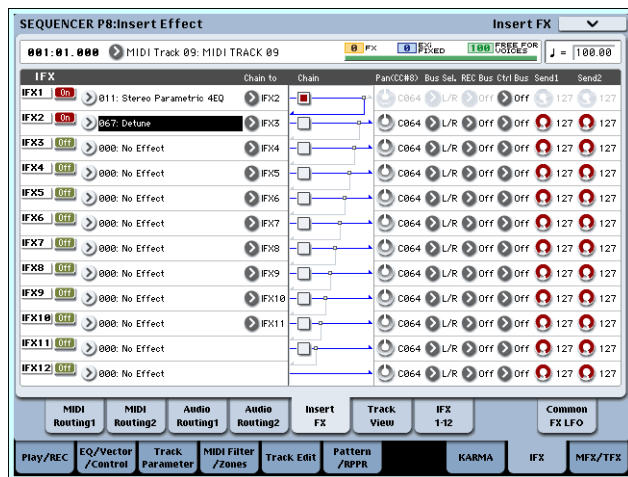 SEQUENCER P8:Insert Effect Insert FX
001:01.000 MIDI Track 09: MIDI TRACK 09 0 FX 0 EXi FIXED 100 FREE FOR VOICES ♩ = 100.00
IFX Chain to Chain Pan(CC#8) Bus Sel. REC Bus Ctrl Bus Send1 Send2
IFX1 On 011: Stereo Parametric 4EQ IFX2 C064 L/R Off Off 127 127
IFX2 On 067: Detune IFX3 C064 L/R Off Off 127 127
IFX3 Off 000: No Effect IFX4 C064 L/R Off Off 127 127
IFX4 Off 000: No Effect IFX5 C064 L/R Off Off 127 127
IFX5 Off 000: No Effect IFX6 C064 L/R Off Off 127 127
IFX6 Off 000: No Effect IFX7 C064 L/R Off Off 127 127
IFX7 Off 000: No Effect IFX8 C064 L/R Off Off 127 127
IFX8 Off 000: No Effect IFX9 C064 L/R Off Off 127 127
IFX9 Off 000: No Effect IFX10 C064 L/R Off Off 127 127
IFX10 Off 000: No Effect IFX11 C064 L/R Off Off 127 127
IFX11 Off 000: No Effect C064 L/R Off Off 127 127
IFX12 Off 000: No Effect C064 L/R Off Off 127 127
MIDI Routing1 MIDI Routing2 Audio Routing1 Audio Routing2 Insert FX Track View IFX 1-12 Common FX LFO
Play/REC EQ/Vector /Control Track Parameter MIDI Filter /Zones Track Edit Pattern /RPPR KARMA IFX MFX/TFX